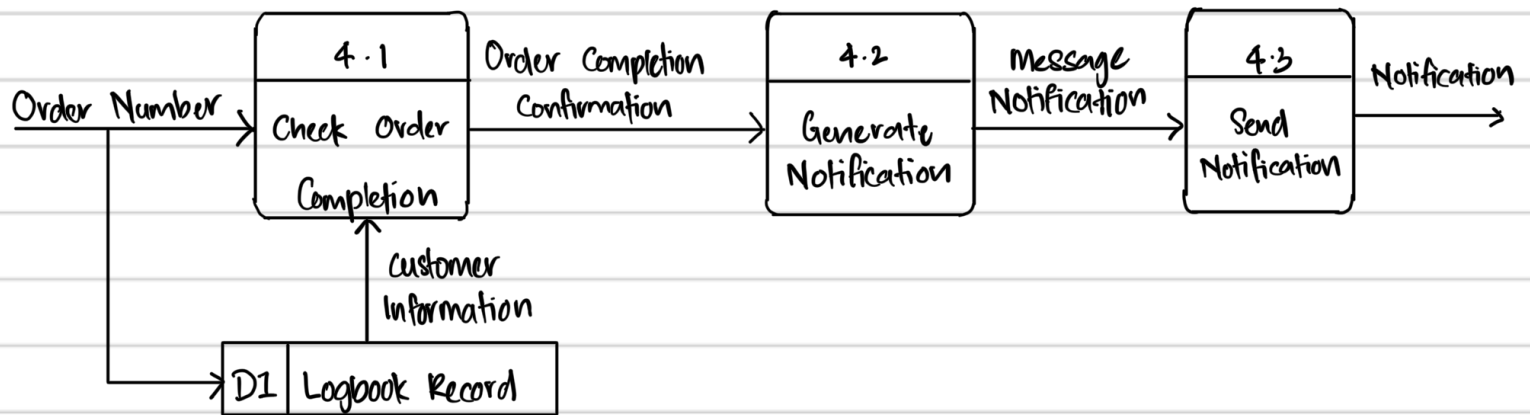 4.1
Order Completion
Confirmation
4.2
Message
Notification
4.3
Notification
Order Number
Check Order
Completion
Generate
Notification
Send
Notification
Customer
Information
D1
Logbook Record